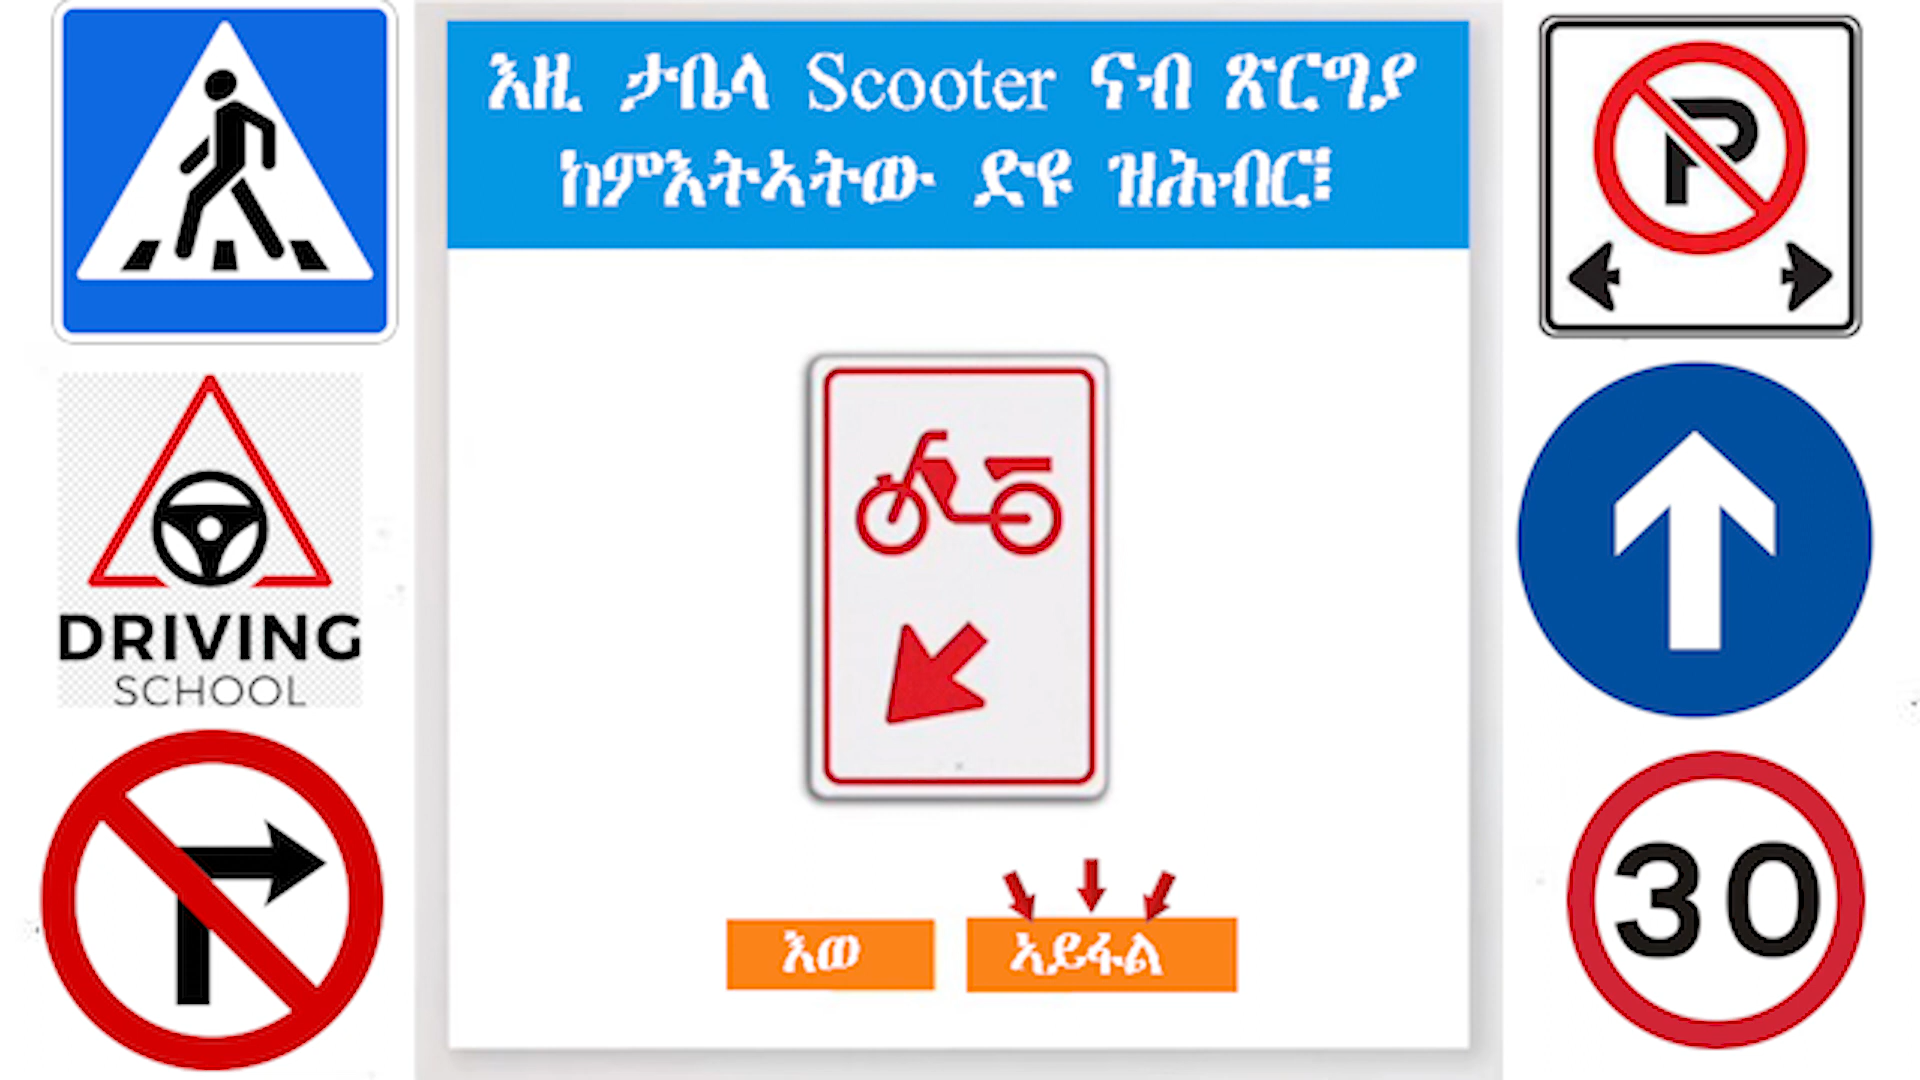 እዚ ታቤላ Scooter ናብ ጽርግያ
ከምእትኣትው ድዩ ዝሕብር፧
P
DRIVING
SCHOOL
30
እወ
ኣይፋል